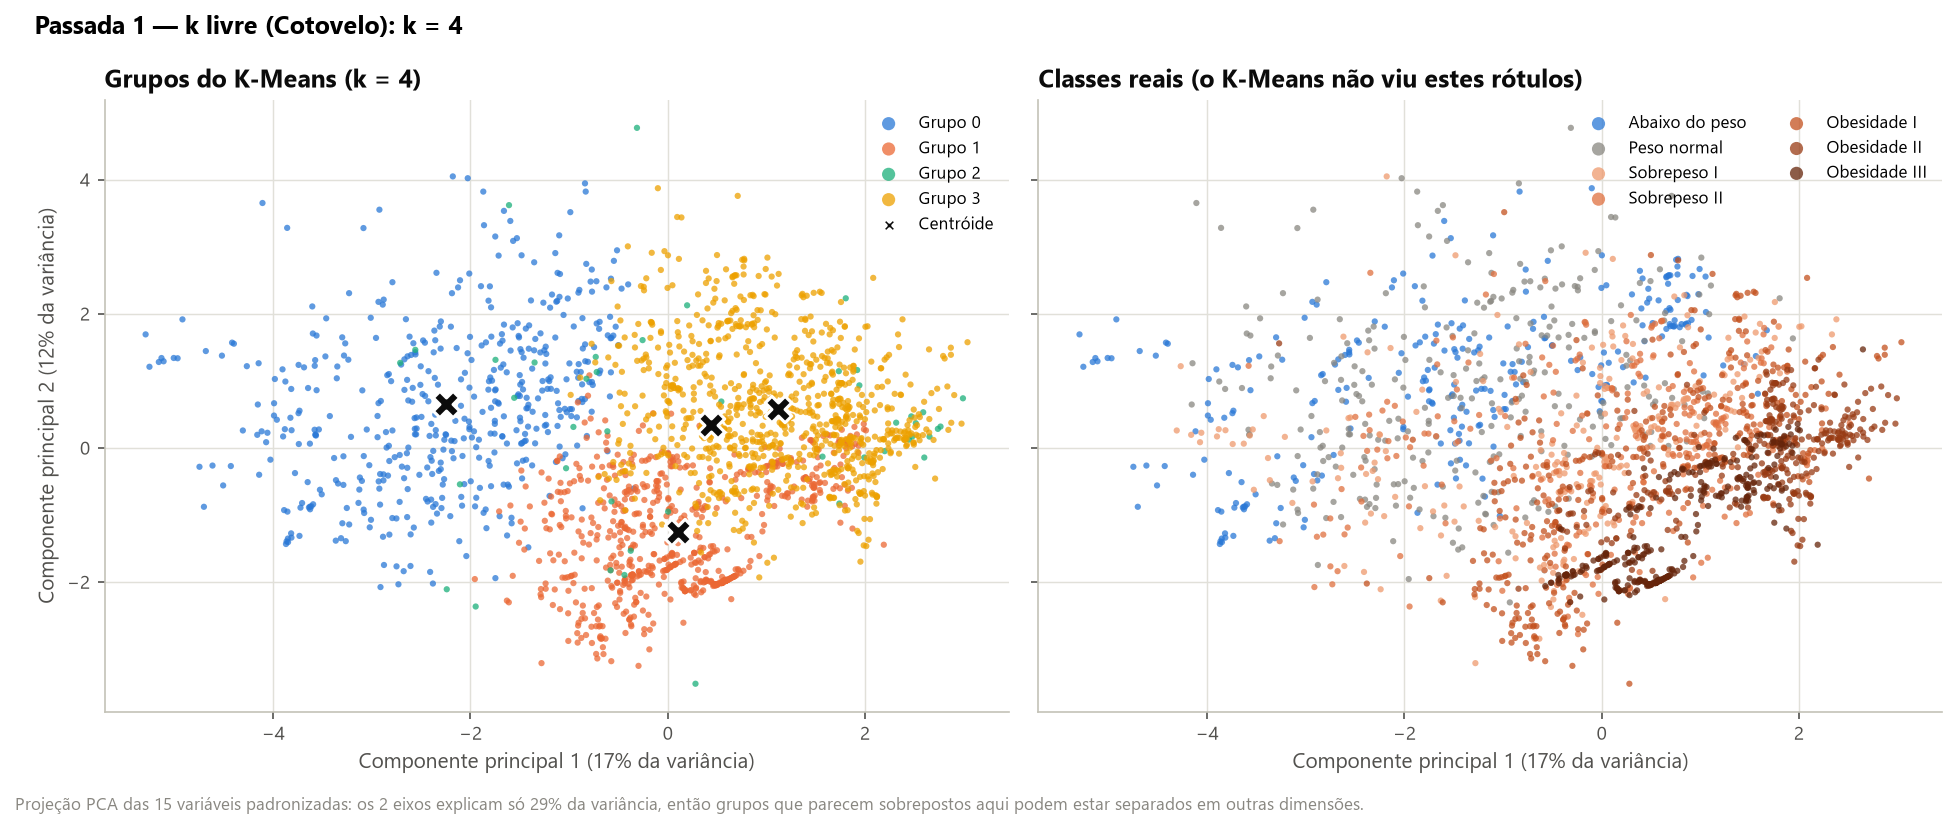 Passada 1 — k livre (Cotovelo): k = 4
Grupos do K-Means (k = 4)
Grupo 0
Grupo 1
Grupo 2
Grupo 3
Centróide
4
2
0
−2
Componente principal 2 (12% da variância)
−4
−2
0
2
Componente principal 1 (17% da variância)
Classes reais (o K-Means não viu estes rótulos)
Abaixo do peso
Peso normal
Sobrepeso I
Sobrepeso II
Obesidade I
Obesidade II
Obesidade III
−4
−2
0
2
Componente principal 1 (17% da variância)
Projeção PCA das 15 variáveis padronizadas: os 2 eixos explicam só 29% da variância, então grupos que parecem sobrepostos aqui podem estar separados em outras dimensões.